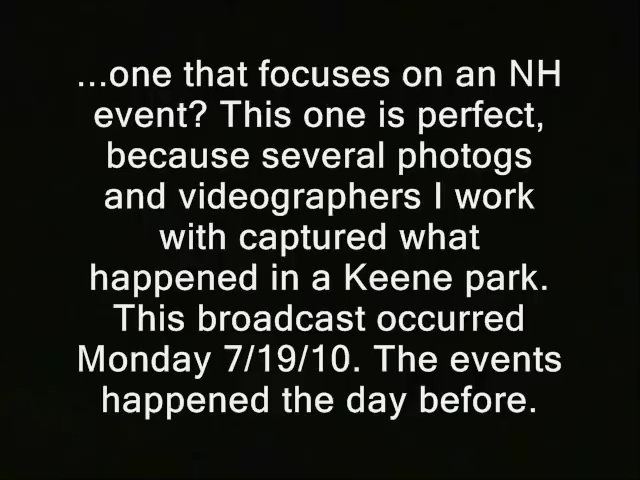 ...one that focuses on an NH
event? This one is perfect,
because several photogs
and videographers I work
with captured what
happened in a Keene park.
This broadcast occurred
Monday 7/19/10. The events
happened the day before.